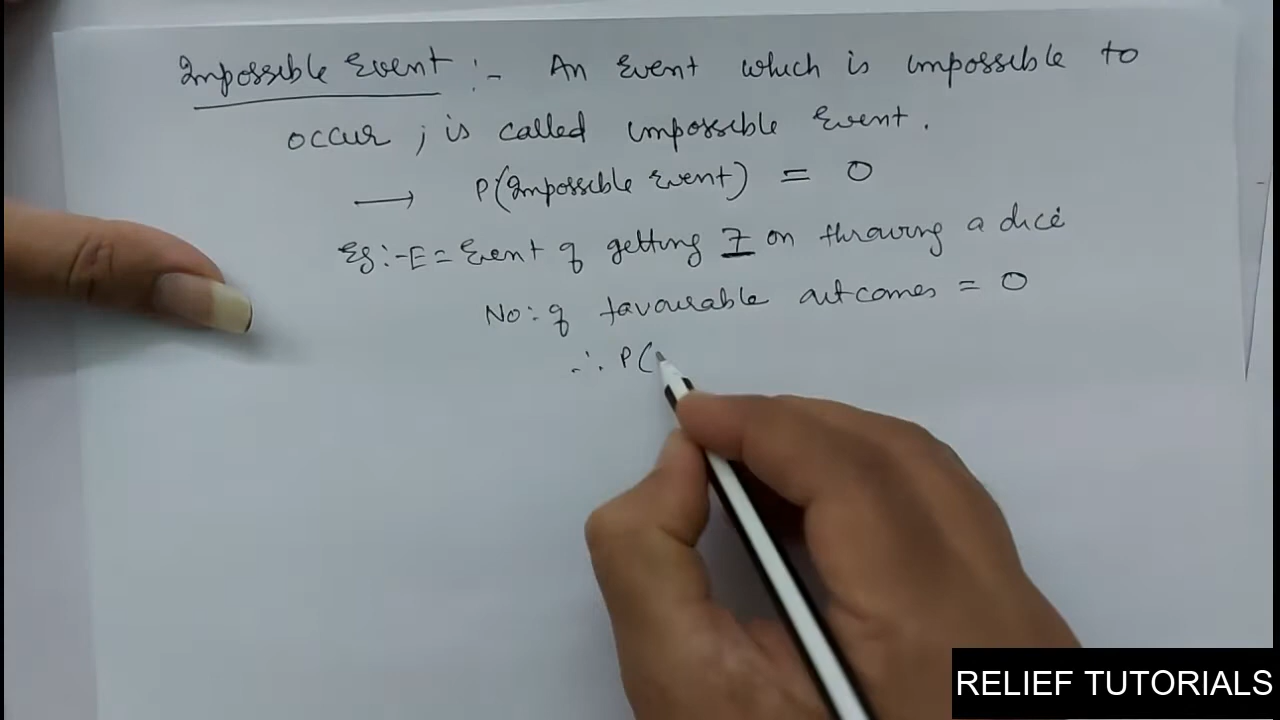 Impossible Event :- An Event which is impossible to
occur ; is called impossible Event.
→ P(Impossible Event) = 0
Eg:- E = Event of getting 7 on throwing a dice
No: of favourable outcomes = 0
∴ P(
RELIEF TUTORIALS